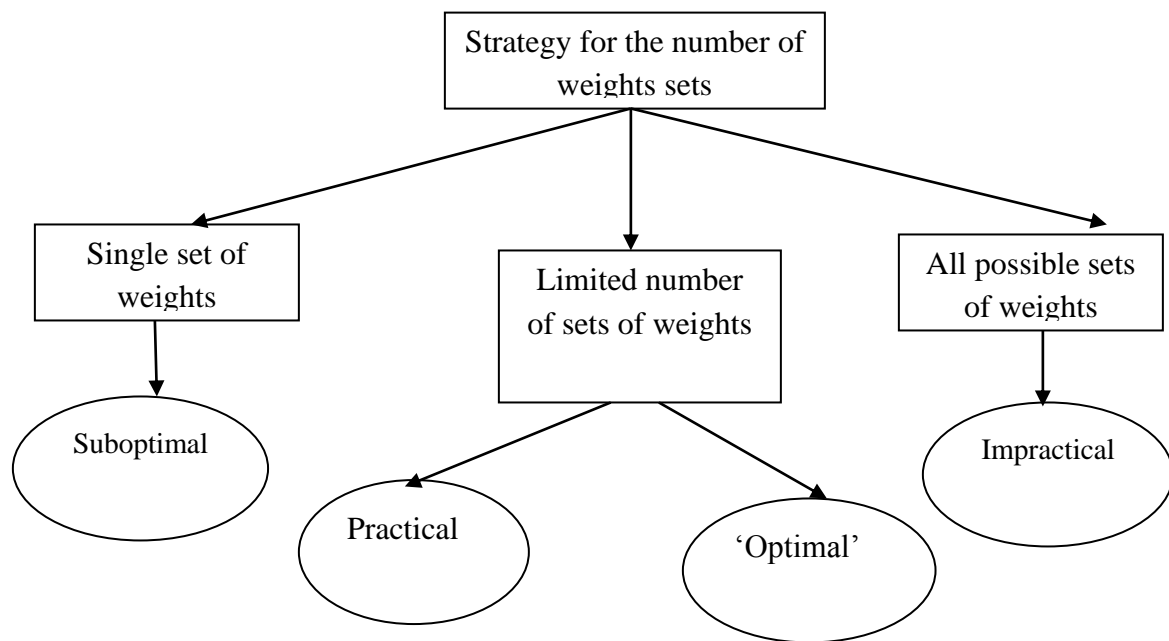 Strategy for the number of
weights sets
Single set of
weights
Limited number
of sets of weights
All possible sets
of weights
Suboptimal
Practical
‘Optimal’
Impractical